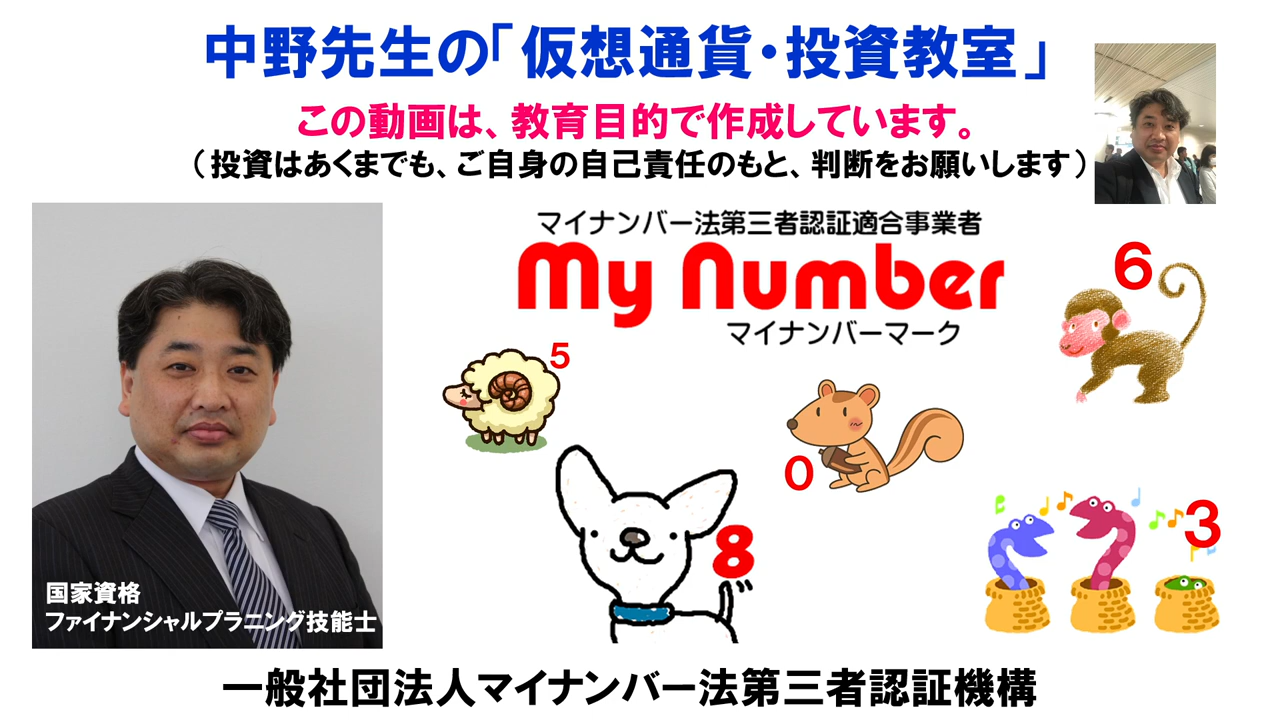 中野先生の「仮想通貨・投資教室」
この動画は、教育目的で作成しています。
（投資はあくまでも、ご自身の自己責任のもと、判断をお願いします）
マイナンバー法第三者認証適合事業者
My Number
マイナンバーマーク
6
5
0
8
3
国家資格
ファイナンシャルプラニング技能士
一般社団法人マイナンバー法第三者認証機構